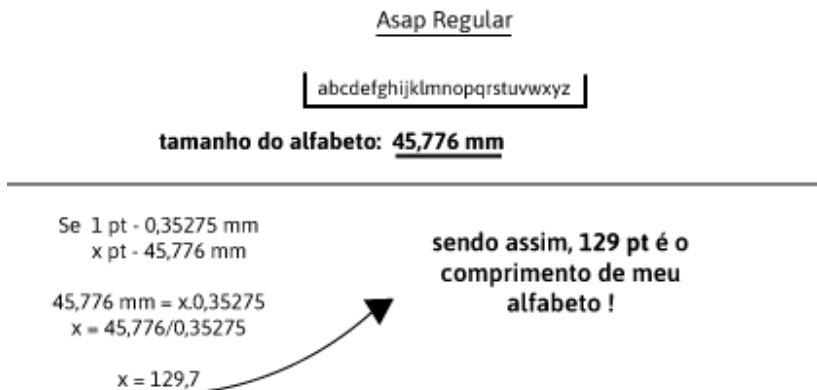 Asap Regular
abcdefghijklmnopqrstuvwxyz
tamanho do alfabeto: 45,776 mm
Se 1 pt - 0,35275 mm
x pt - 45,776 mm
45,776 mm = x.0,35275
x = 45,776/0,35275
x = 129,7
sendo assim, 129 pt é o
comprimento de meu
alfabeto !